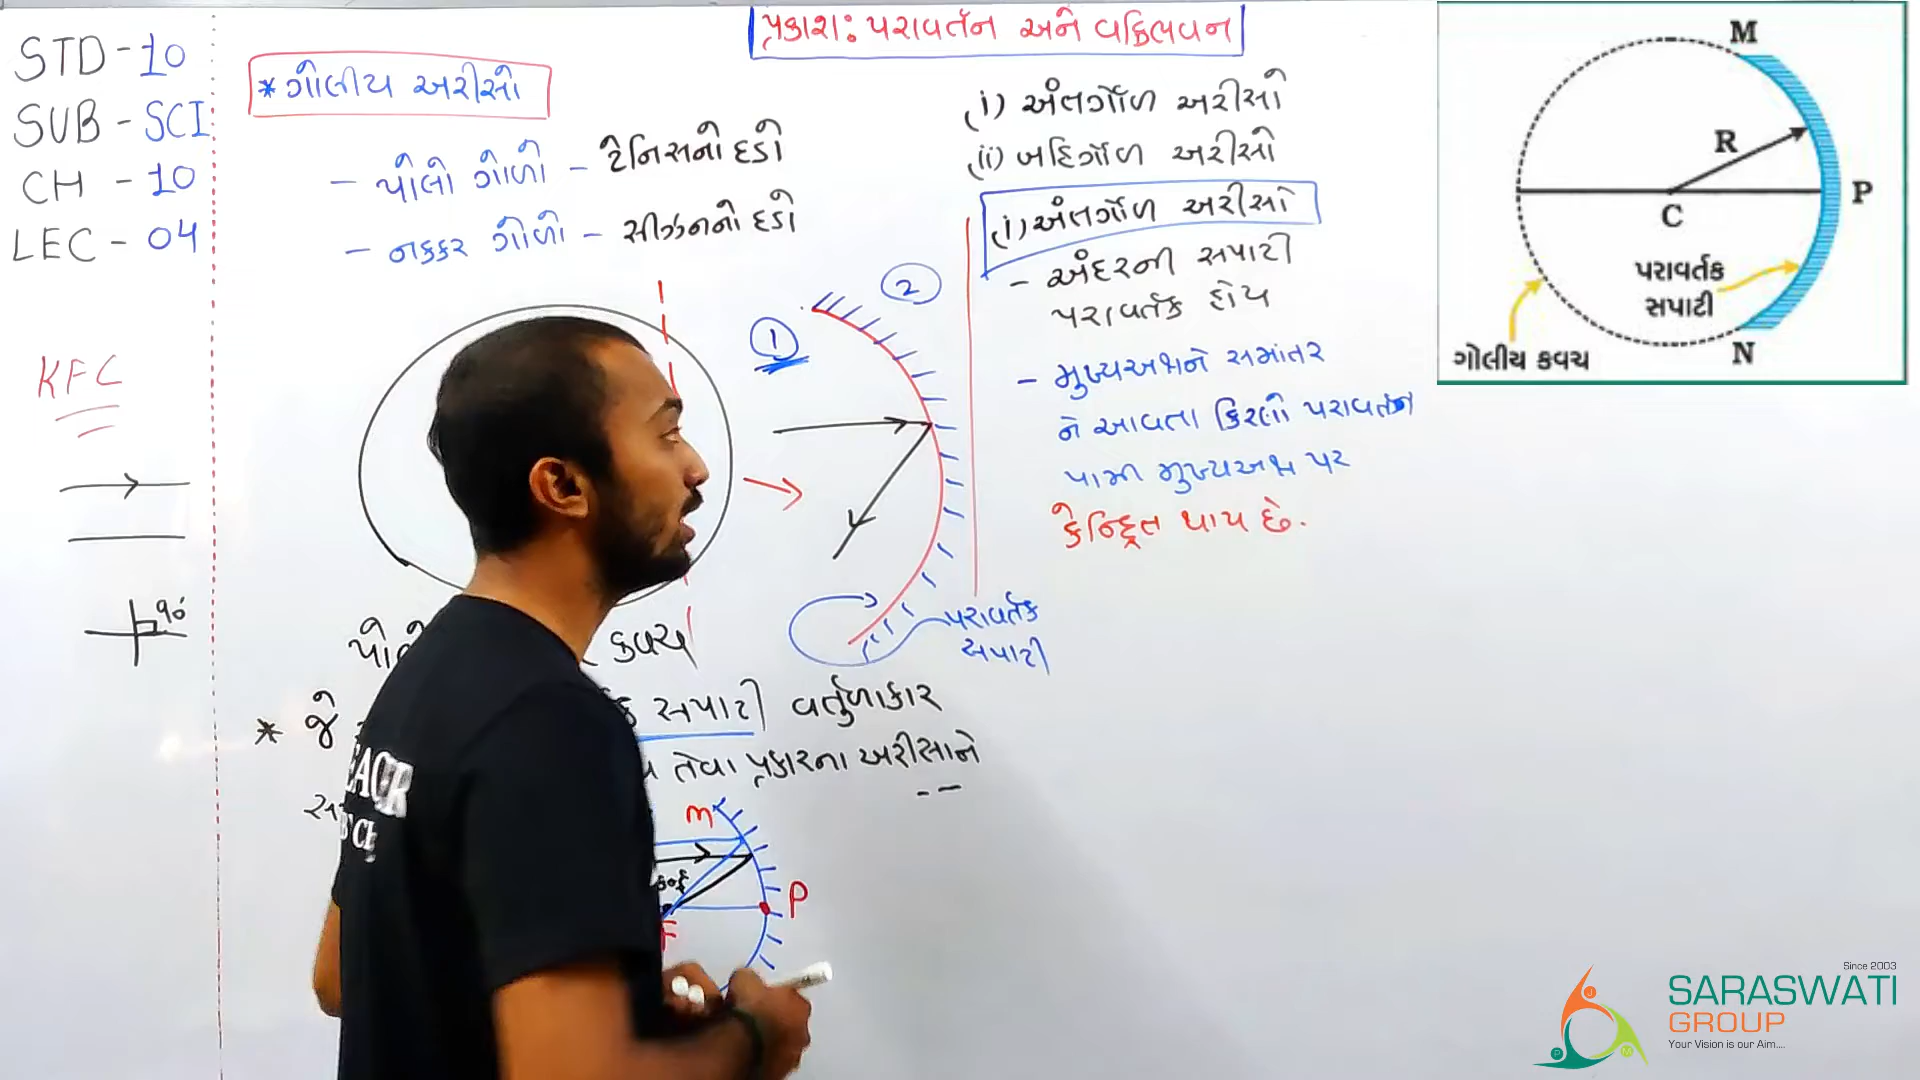 STD-10
SUB-SCI
CH - 10
LEC - 04
KFC
90°
પ્રકાશ: પરાવર્તન અને વક્રિભવન
* ગોલીય અરીસો
- પોલો ગોળો - ટેનિસનો દડો
- નક્કર ગોળો - સીઝનનો દડો
1
2
કવચ
પરાવર્તક
સપાટી
* જે
સપાટી વર્તુળાકાર
તેવા પ્રકારના અરીસાને
M
P
F
(i) અંતર્ગોળ અરીસો
(ii) બહિર્ગોળ અરીસો
(i) અંતર્ગોળ અરીસો
- અંદરની સપાટી
પરાવર્તક હોય
- મુખ્યઅક્ષને સમાંતર
ને આવતા કિરણો પરાવર્તન
પામી મુખ્યઅક્ષ પર
કેન્દ્રિત થાય છે.
M
R
C
P
પરાવર્તક
સપાટી
N
ગોલીય કવચ
Since 2003
SARASWATI
GROUP
Your Vision is our Aim....
J
P
M